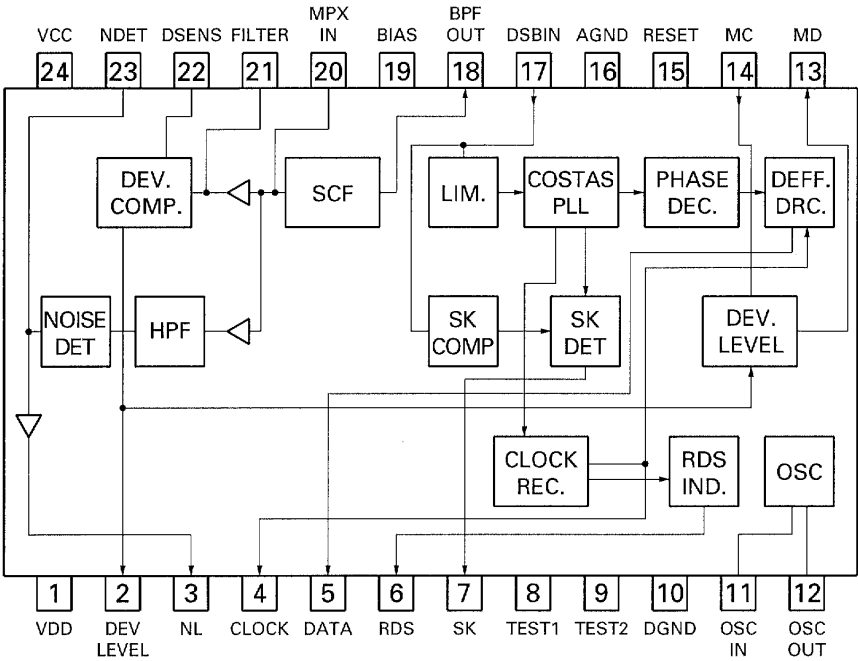 VCC NDET DSENS FILTER MPX IN BIAS BPF OUT DSBIN AGND RESET MC MD
24 23 22 21 20 19 18 17 16 15 14 13
DEV. COMP.
SCF
LIM.
COSTAS PLL
PHASE DEC.
DEFF. DRC.
NOISE DET
HPF
SK COMP
SK DET
DEV. LEVEL
CLOCK REC.
RDS IND.
OSC
1 2 3 4 5 6 7 8 9 10 11 12
VDD DEV LEVEL NL CLOCK DATA RDS SK TEST1 TEST2 DGND OSC IN OSC OUT